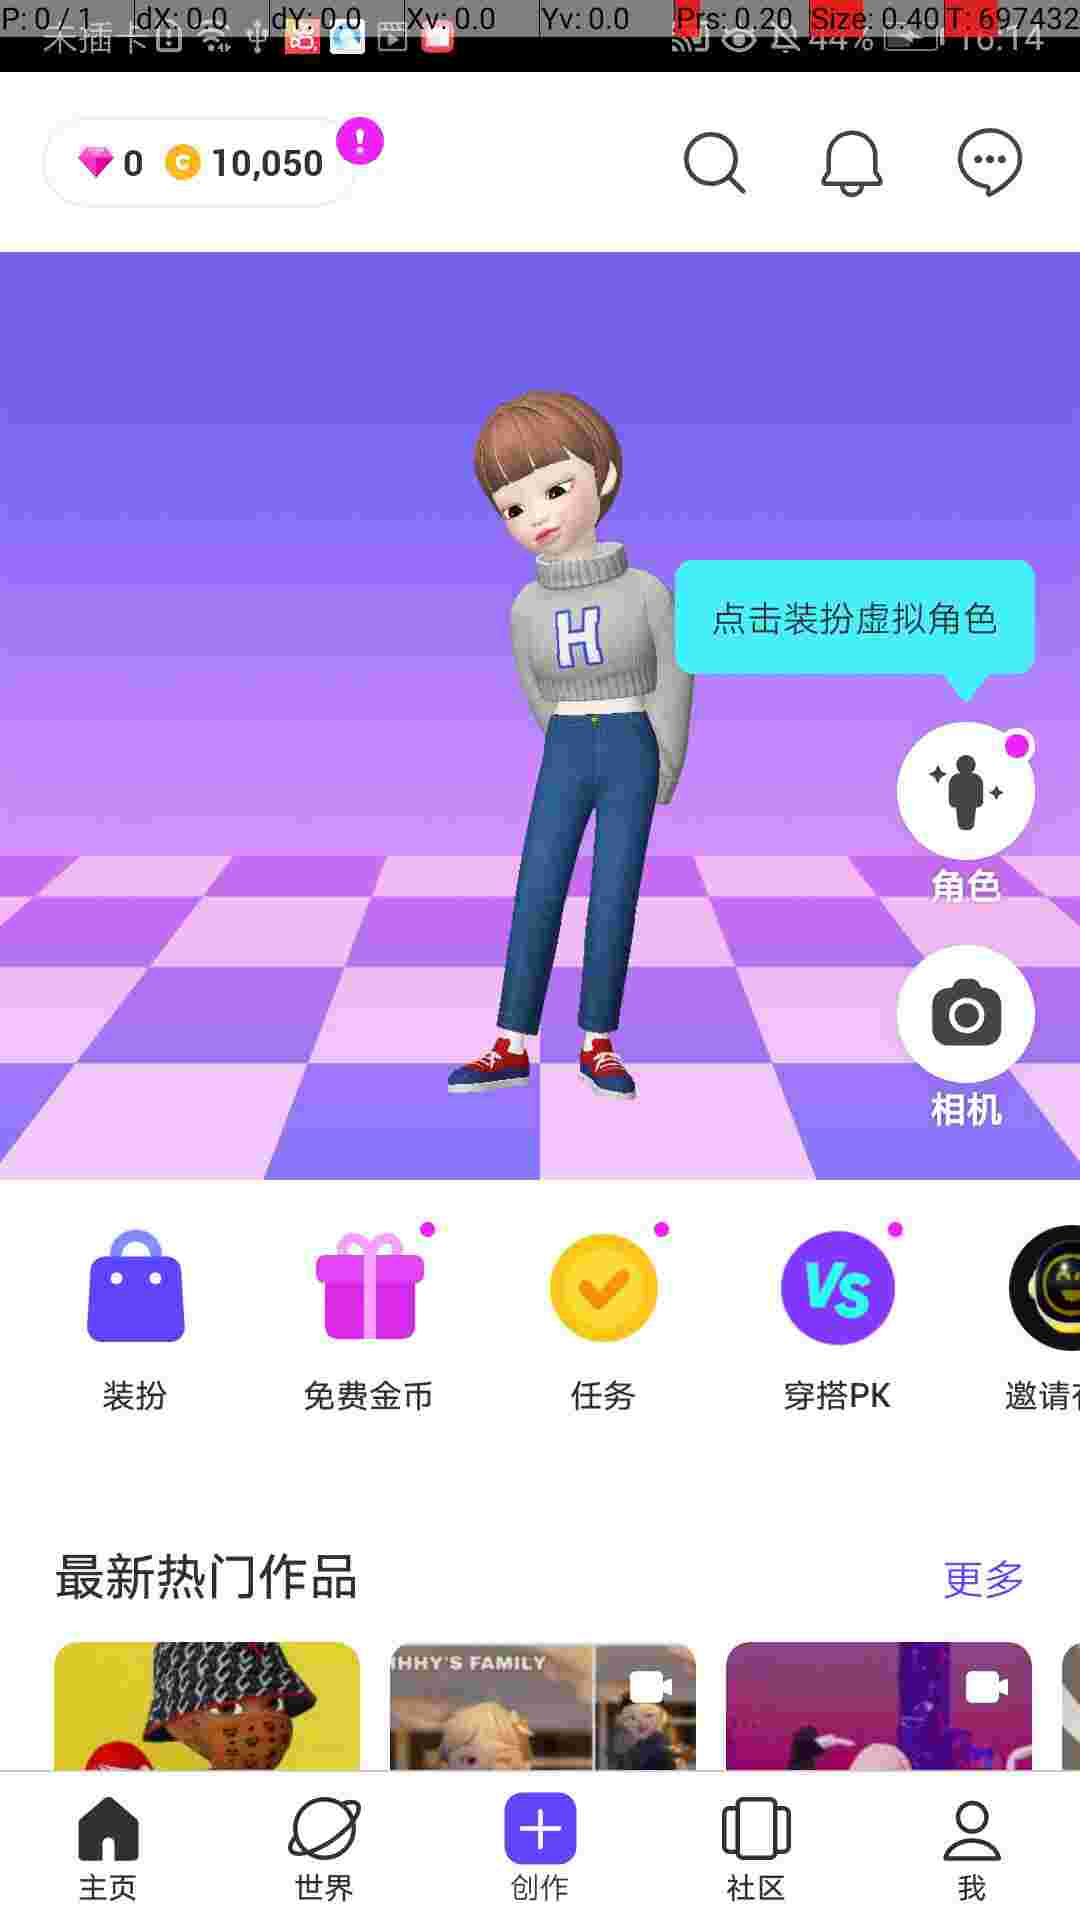 P: 0 / 1 dX: 0.0 dY: 0.0 Xv: 0.0 Yv: 0.0 Prs: 0.20 Size: 0.40 T: 697432
未插卡 44% 16:14
0 10,050
点击装扮虚拟角色
H
角色
相机
VS
装扮 免费金币 任务 穿搭PK 邀请
最新热门作品 更多
HHY'S FAMILY
主页 世界 创作 社区 我